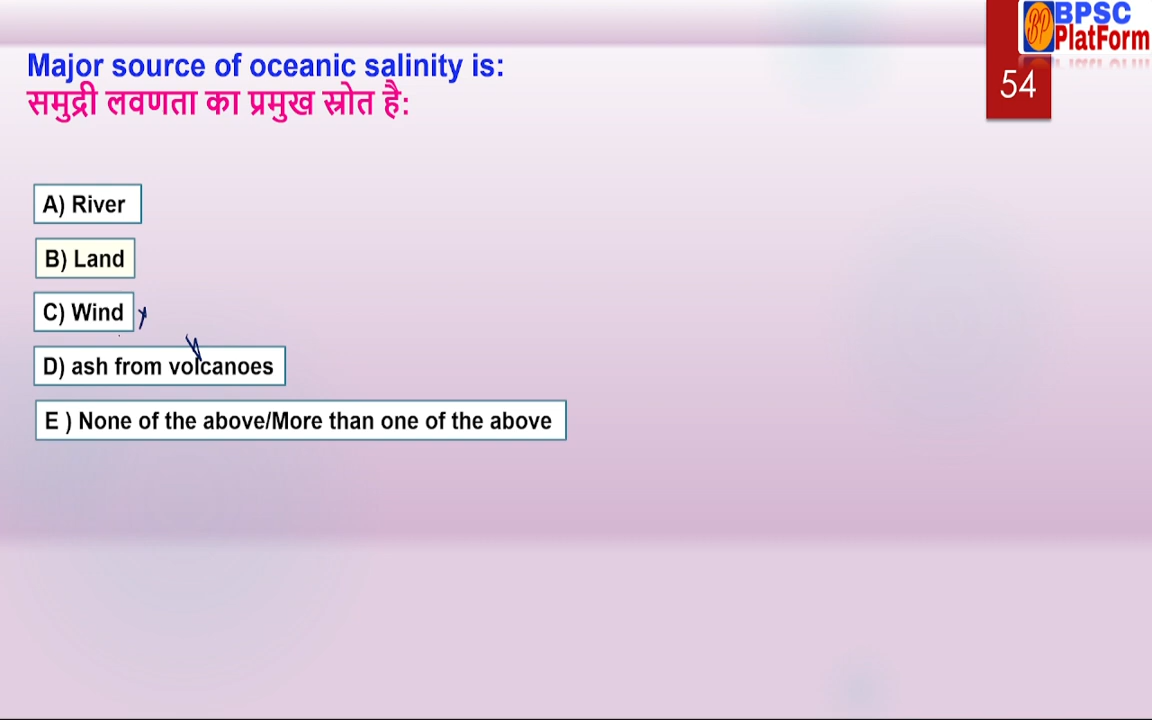 BPSC
PlatForm
54
Major source of oceanic salinity is:
समुद्री लवणता का प्रमुख स्रोत है:
A) River
B) Land
C) Wind
D) ash from volcanoes
E ) None of the above/More than one of the above